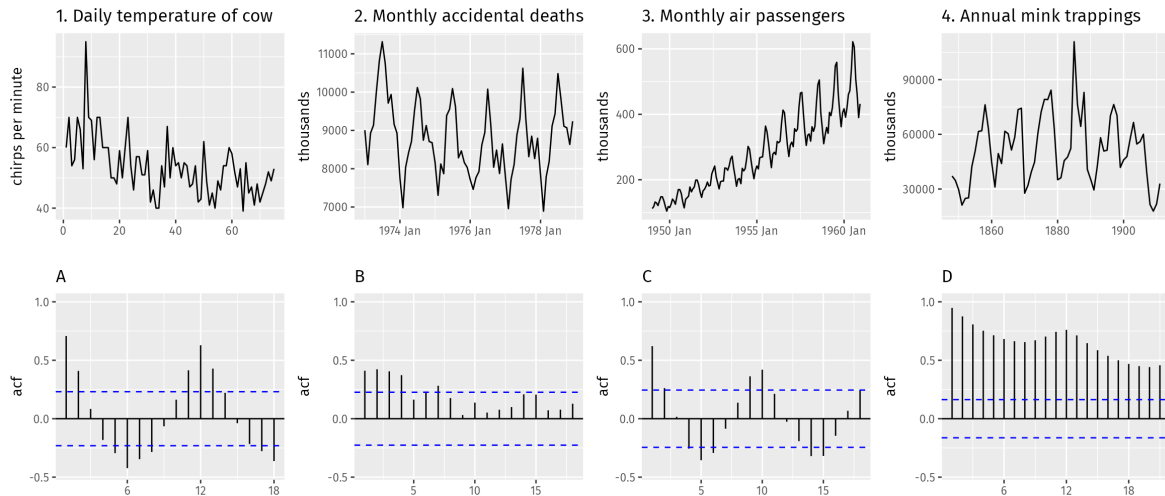 1. Daily temperature of cow
2. Monthly accidental deaths
3. Monthly air passengers
4. Annual mink trappings
chirps per minute
80
60
40
0
20
40
60
thousands
11000
10000
9000
8000
7000
1974 Jan
1976 Jan
1978 Jan
thousands
600
400
200
1950 Jan
1955 Jan
1960 Jan
thousands
90000
60000
30000
1860
1880
1900
A
B
C
D
acf
1.0
0.5
0.0
-0.5
6
12
18
acf
1.0
0.5
0.0
-0.5
5
10
15
acf
1.0
0.5
0.0
-0.5
5
10
15
acf
1.0
0.5
0.0
-0.5
6
12
18